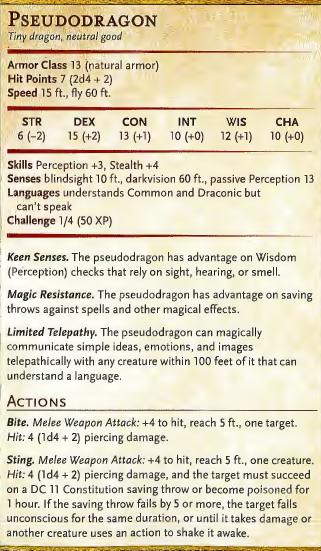 PSEUDODRAGON
Tiny dragon, neutral good
Armor Class 13 (natural armor)
Hit Points 7 (2d4 + 2)
Speed 15 ft., fly 60 ft.
STR DEX CON INT WIS CHA
6 (–2) 15 (+2) 13 (+1) 10 (+0) 12 (+1) 10 (+0)
Skills Perception +3, Stealth +4
Senses blindsight 10 ft., darkvision 60 ft., passive Perception 13
Languages understands Common and Draconic but
can't speak
Challenge 1/4 (50 XP)
Keen Senses. The pseudodragon has advantage on Wisdom
(Perception) checks that rely on sight, hearing, or smell.
Magic Resistance. The pseudodragon has advantage on saving
throws against spells and other magical effects.
Limited Telepathy. The pseudodragon can magically
communicate simple ideas, emotions, and images
telepathically with any creature within 100 feet of it that can
understand a language.
ACTIONS
Bite. Melee Weapon Attack: +4 to hit, reach 5 ft., one target.
Hit: 4 (1d4 + 2) piercing damage.
Sting. Melee Weapon Attack: +4 to hit, reach 5 ft., one creature.
Hit: 4 (1d4 + 2) piercing damage, and the target must succeed
on a DC 11 Constitution saving throw or become poisoned for
1 hour. If the saving throw fails by 5 or more, the target falls
unconscious for the same duration, or until it takes damage or
another creature uses an action to shake it awake.